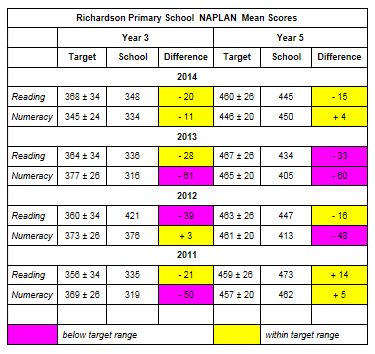 Richardson Primary School NAPLAN Mean Scores
Year 3 Year 5
Target School Difference Target School Difference
2014
Reading 368 ± 34 348 - 20 460 ± 26 445 - 15
Numeracy 345 ± 24 334 - 11 446 ± 20 450 + 4
2013
Reading 364 ± 34 336 - 28 467 ± 26 434 - 33
Numeracy 377 ± 26 316 - 61 465 ± 20 405 - 60
2012
Reading 360 ± 34 421 - 39 463 ± 26 447 - 16
Numeracy 373 ± 26 376 + 3 461 ± 20 413 - 48
2011
Reading 356 ± 34 335 - 21 459 ± 26 473 + 14
Numeracy 369 ± 26 319 - 50 457 ± 20 462 + 5
below target range within target range